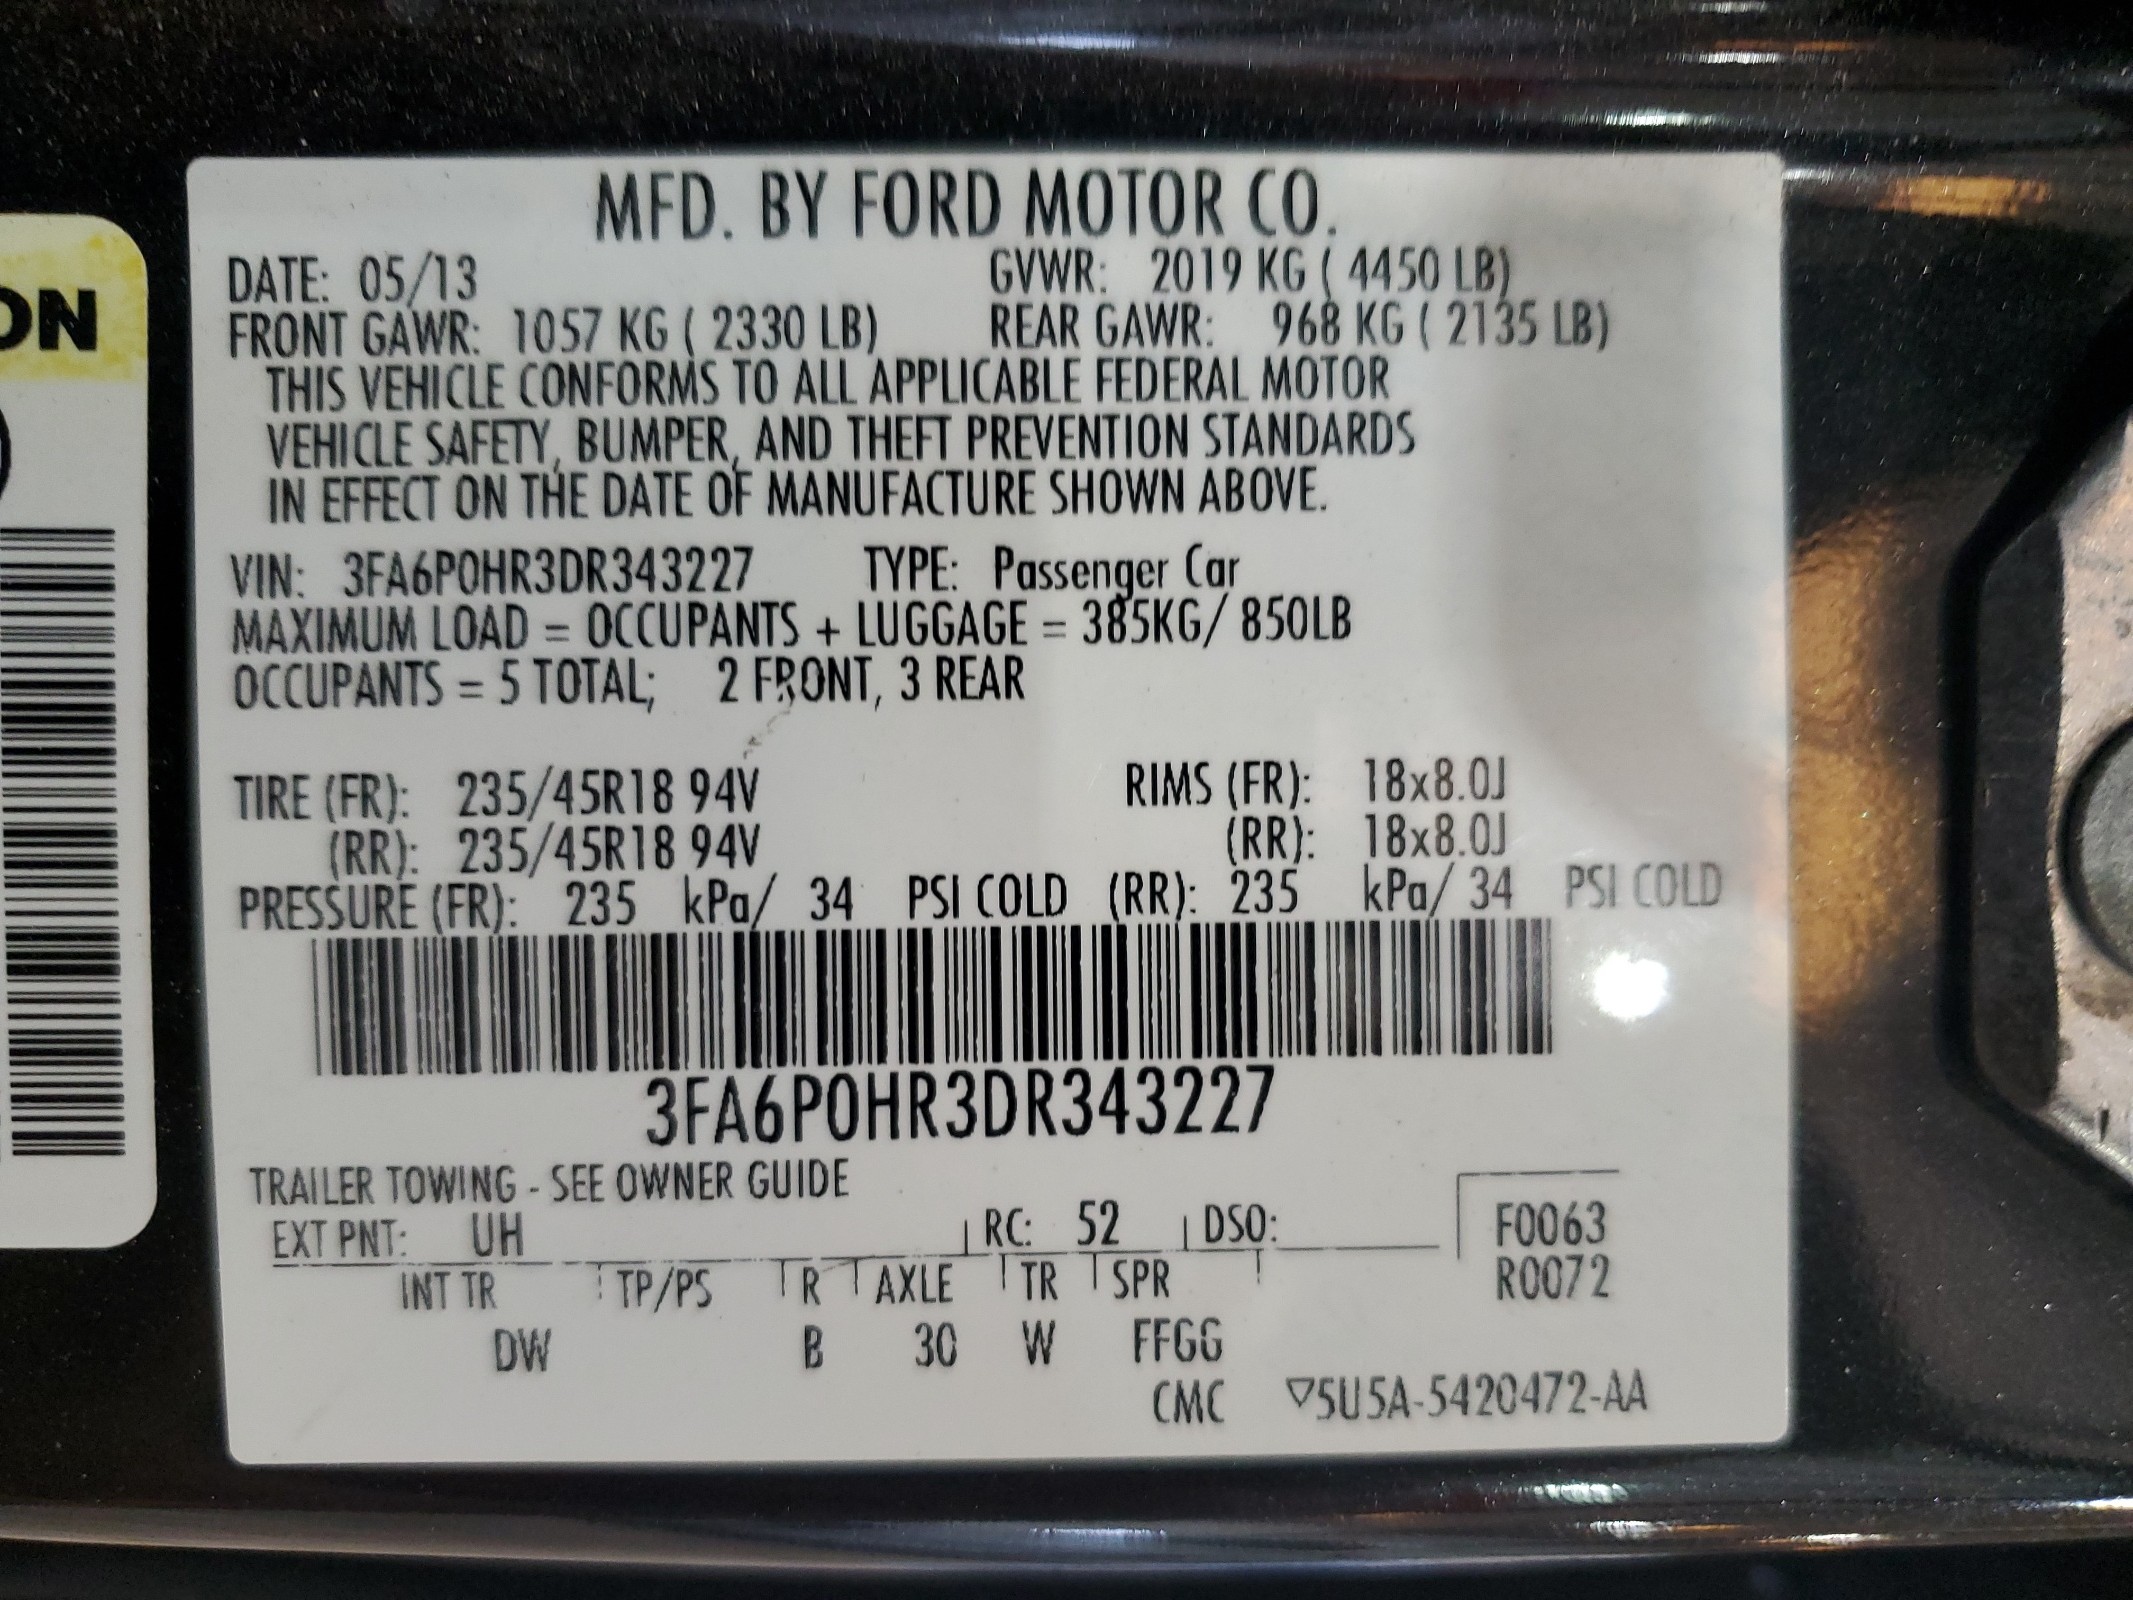 ON
MFD. BY FORD MOTOR CO.
DATE: 05/13 GVWR: 2019 KG ( 4450 LB)
FRONT GAWR: 1057 KG ( 2330 LB) REAR GAWR: 968 KG ( 2135 LB)
THIS VEHICLE CONFORMS TO ALL APPLICABLE FEDERAL MOTOR
VEHICLE SAFETY, BUMPER, AND THEFT PREVENTION STANDARDS
IN EFFECT ON THE DATE OF MANUFACTURE SHOWN ABOVE.
VIN: 3FA6P0HR3DR343227 TYPE: Passenger Car
MAXIMUM LOAD = OCCUPANTS + LUGGAGE = 385KG/ 850LB
OCCUPANTS = 5 TOTAL; 2 FRONT, 3 REAR
TIRE (FR): 235/45R18 94V RIMS (FR): 18x8.0J
(RR): 235/45R18 94V (RR): 18x8.0J
PRESSURE (FR): 235 kPa/ 34 PSI COLD (RR): 235 kPa/ 34 PSI COLD
3FA6P0HR3DR343227
TRAILER TOWING - SEE OWNER GUIDE
EXT PNT: UH RC: 52 DSO: F0063
R0072
INT TR TP/PS R AXLE TR SPR
DW B 30 W FFGG
CMC ▽5U5A-5420472-AA